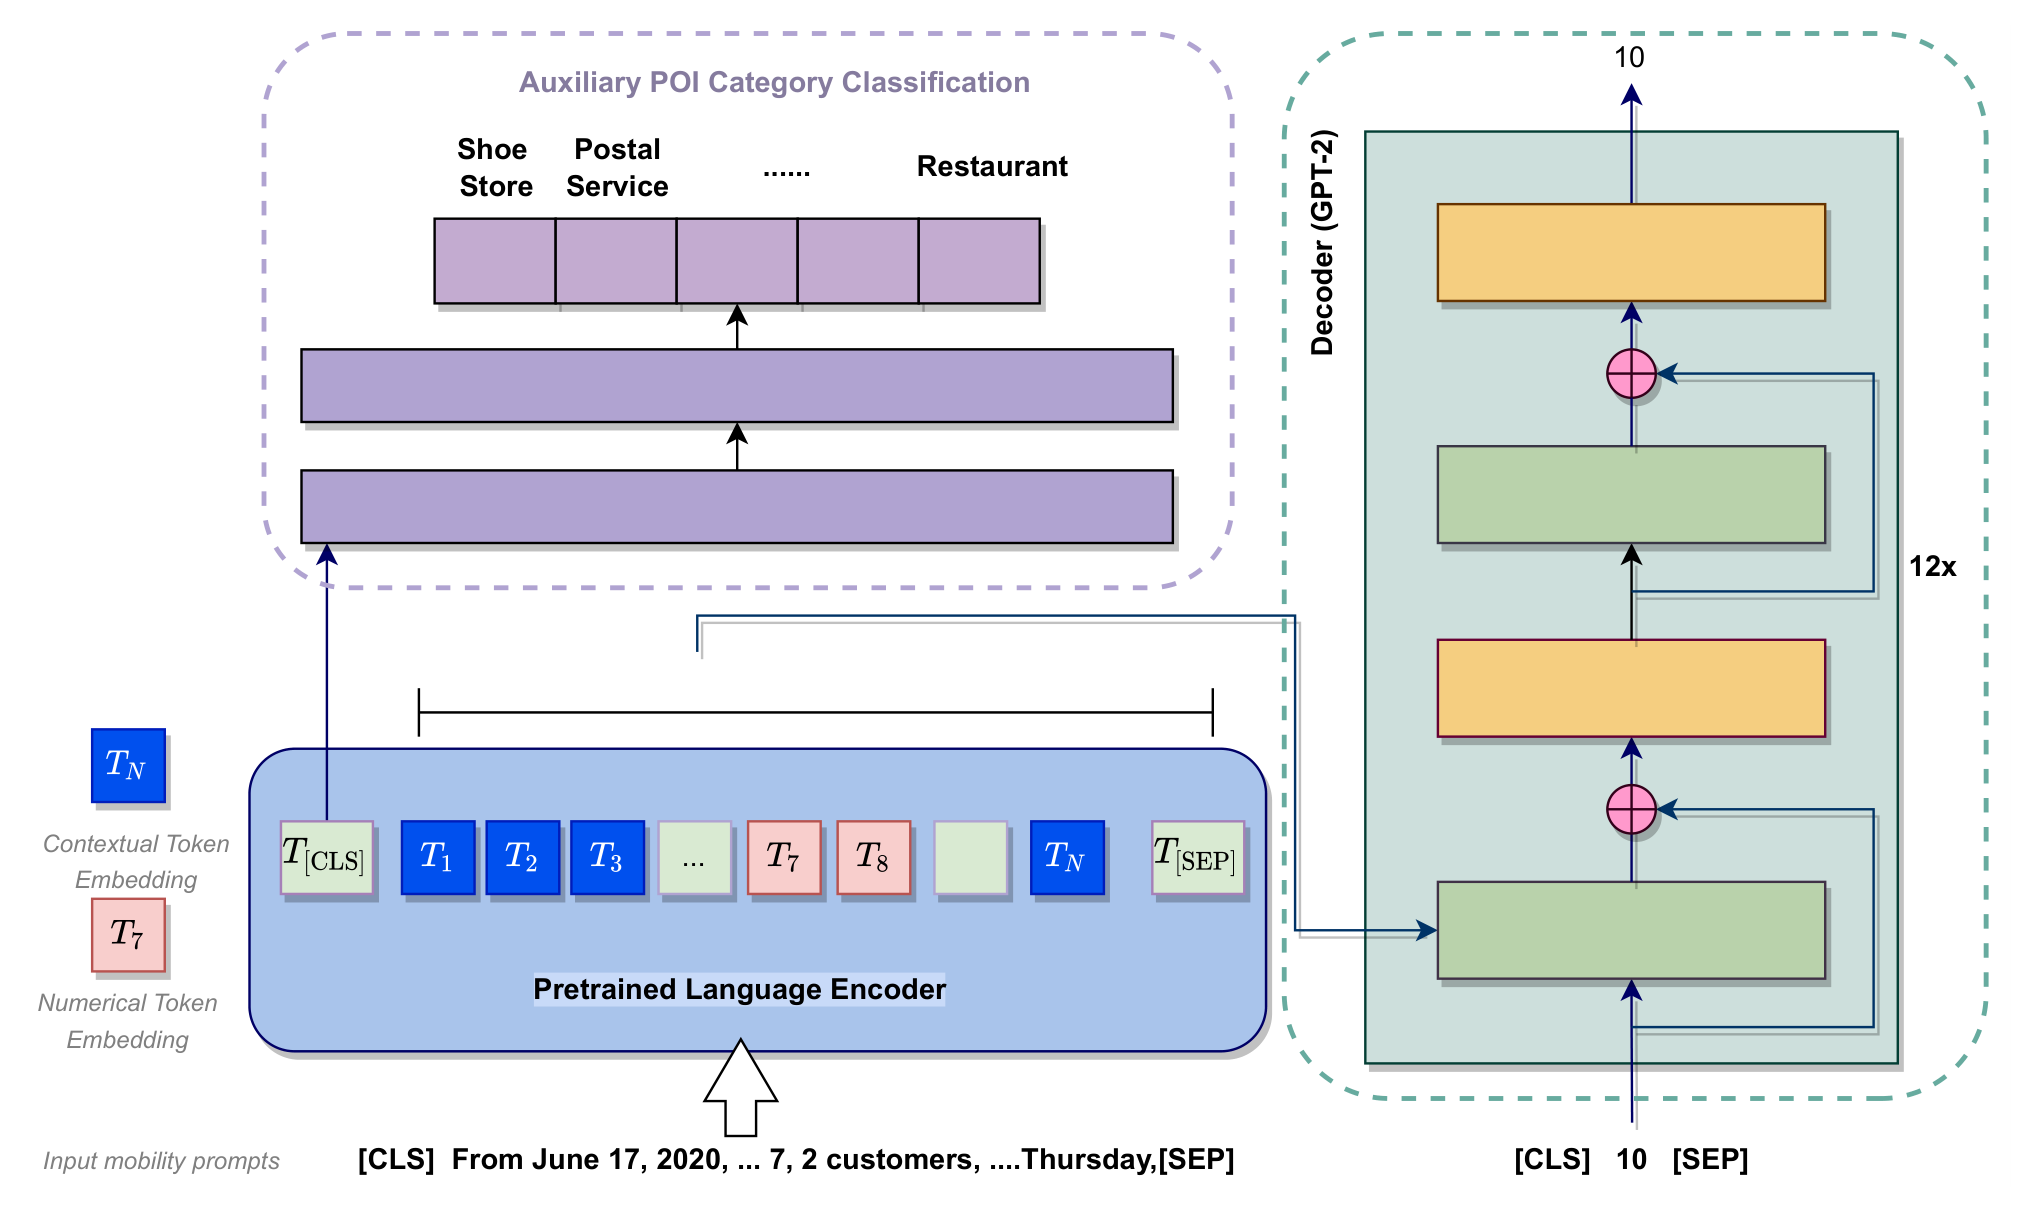 Auxiliary POI Category Classification
Shoe Store
Postal Service
......
Restaurant
10
Decoder (GPT-2)
12x
T_N
Contextual Token
Embedding
T_7
Numerical Token
Embedding
T_[CLS] T_1 T_2 T_3 ... T_7 T_8 T_N T_[SEP]
Pretrained Language Encoder
Input mobility prompts
[CLS] From June 17, 2020, ... 7, 2 customers, ....Thursday,[SEP]
[CLS] 10 [SEP]